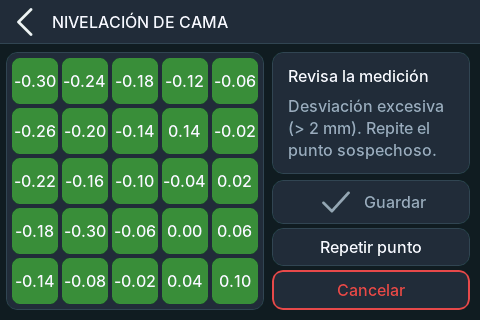 NIVELACIÓN DE CAMA
-0.30 -0.24 -0.18 -0.12 -0.06
-0.26 -0.20 -0.14 0.14 -0.02
-0.22 -0.16 -0.10 -0.04 0.02
-0.18 -0.30 -0.06 0.00 0.06
-0.14 -0.08 -0.02 0.04 0.10
Revisa la medición
Desviación excesiva
(> 2 mm). Repite el
punto sospechoso.
Guardar
Repetir punto
Cancelar